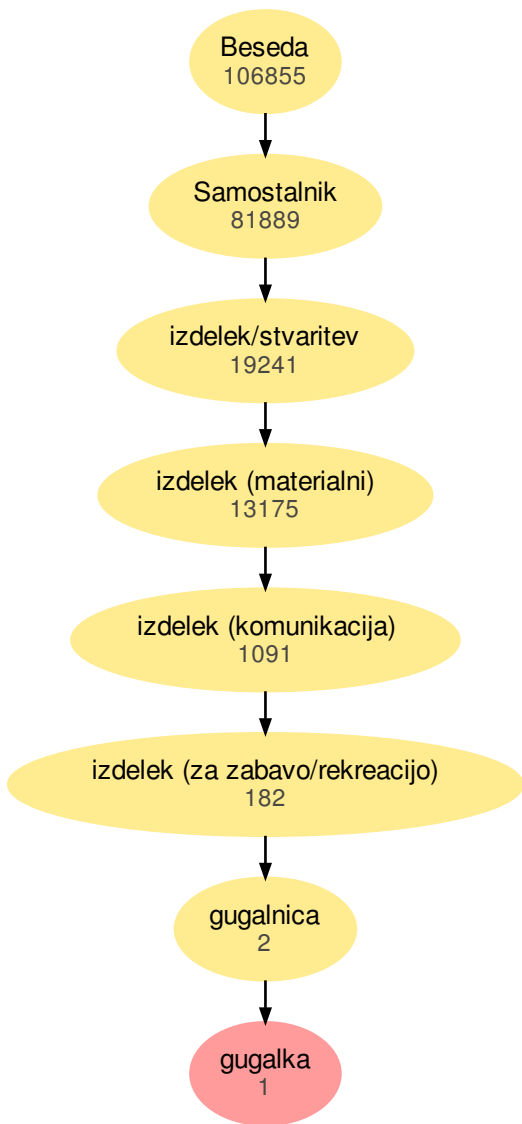 Beseda
106855
Samostalnik
81889
izdelek/stvaritev
19241
izdelek (materialni)
13175
izdelek (komunikacija)
1091
izdelek (za zabavo/rekreacijo)
182
gugalnica
2
gugalka
1